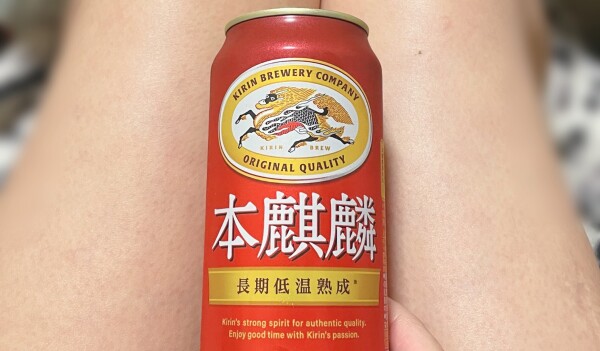 KIRIN BREWERY COMPANY
KIRIN BREW
ORIGINAL QUALITY
本麒麟
長期低温熟成*
Kirin's strong spirit for authentic quality.
Enjoy good time with Kirin's passion.